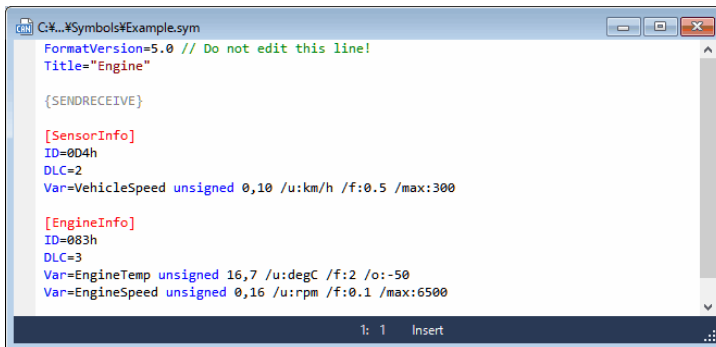 CAN
C:¥...¥Symbols¥Example.sym
FormatVersion=5.0 // Do not edit this line!
Title="Engine"
{SENDRECEIVE}
[SensorInfo]
ID=0D4h
DLC=2
Var=VehicleSpeed unsigned 0,10 /u:km/h /f:0.5 /max:300
[EngineInfo]
ID=083h
DLC=3
Var=EngineTemp unsigned 16,7 /u:degC /f:2 /o:-50
Var=EngineSpeed unsigned 0,16 /u:rpm /f:0.1 /max:6500
1: 1 Insert